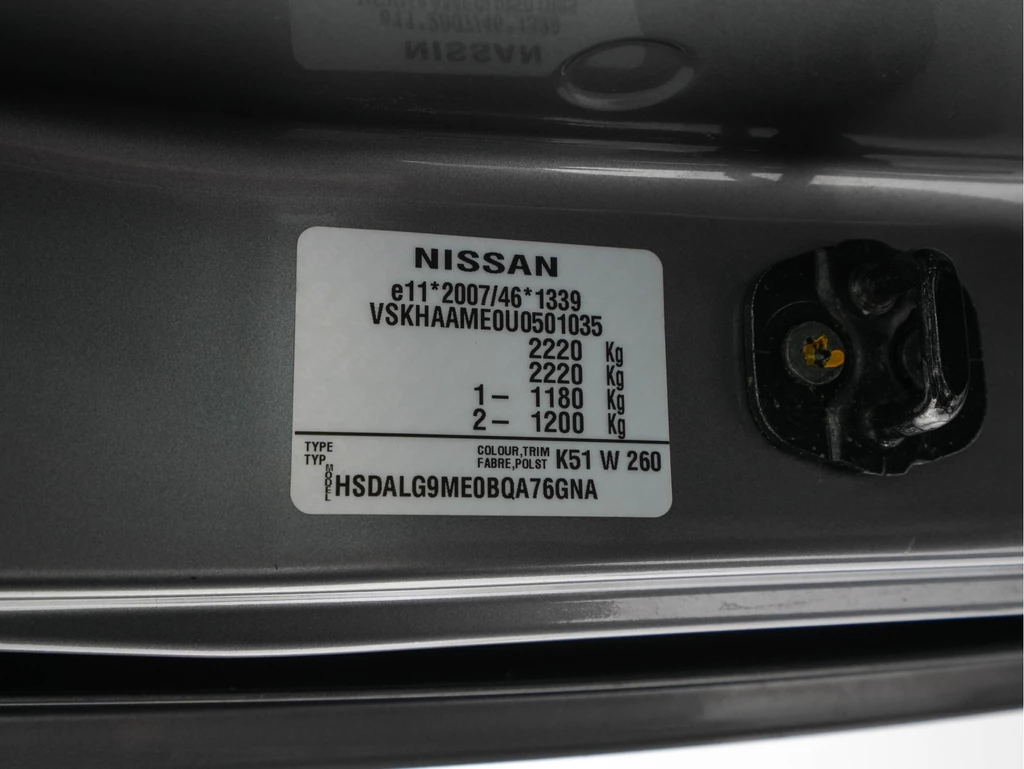 NISSAN
e11*2007/46*1339
VSKHAAME0U0501035
2220 Kg
2220 Kg
1– 1180 Kg
2– 1200 Kg
TYPE
TYP
COLOUR,TRIM
FABRE,POLST K51 W 260
MODEL HSDALG9ME0BQA76GNA